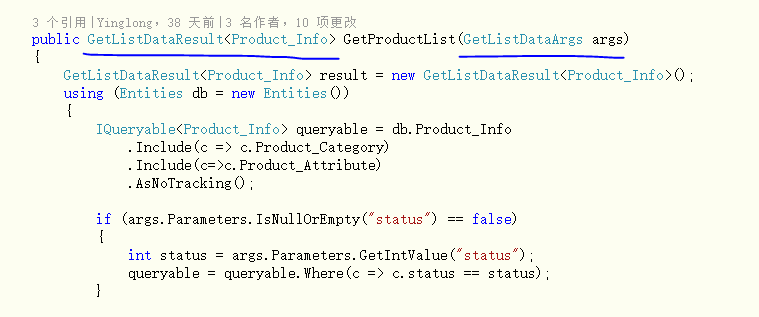 3 个引用|Yinglong，38 天前|3 名作者，10 项更改
public GetListDataResult<Product_Info> GetProductList(GetListDataArgs args)
{
GetListDataResult<Product_Info> result = new GetListDataResult<Product_Info>();
using (Entities db = new Entities())
{
IQueryable<Product_Info> queryable = db.Product_Info
.Include(c => c.Product_Category)
.Include(c=>c.Product_Attribute)
.AsNoTracking();
if (args.Parameters.IsNullOrEmpty("status") == false)
{
int status = args.Parameters.GetIntValue("status");
queryable = queryable.Where(c => c.status == status);
}